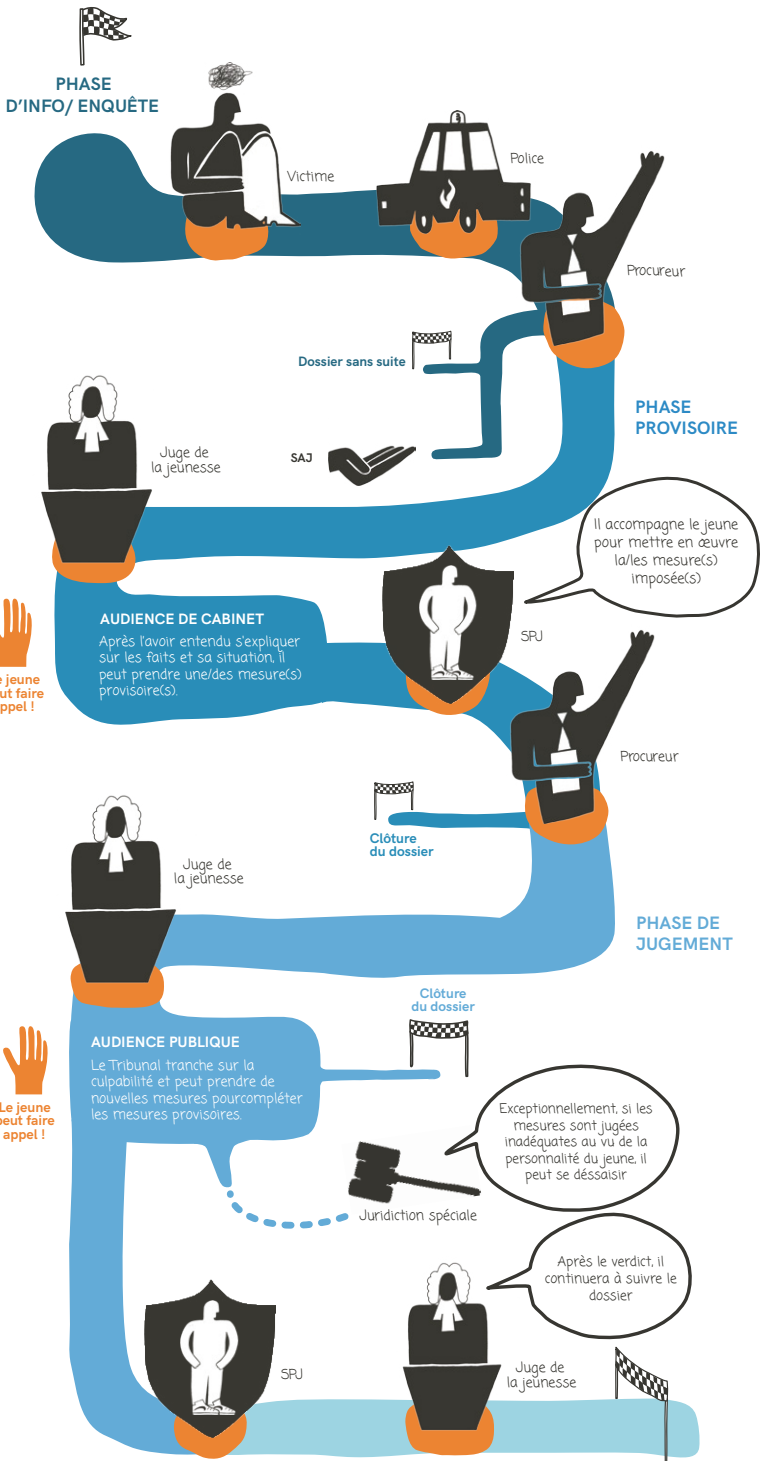 PHASE
D'INFO/ ENQUÊTE
Victime
Police
Procureur
Dossier sans suite
PHASE
PROVISOIRE
Juge de
la jeunesse
SAJ
Il accompagne le jeune
pour mettre en œuvre
la/les mesure(s)
imposée(s)
AUDIENCE DE CABINET
Après l'avoir entendu s'expliquer
sur les faits et sa situation, il
peut prendre une/des mesure(s)
provisoire(s).
SPJ
e jeune
ut faire
ppel !
Procureur
Clôture
du dossier
Juge de
la jeunesse
PHASE DE
JUGEMENT
Clôture
du dossier
AUDIENCE PUBLIQUE
Le Tribunal tranche sur la
culpabilité et peut prendre de
nouvelles mesures pourcompléter
les mesures provisoires.
Le jeune
peut faire
appel !
Exceptionnellement, si les
mesures sont jugées
inadéquates au vu de la
personnalité du jeune, il
peut se déssaisir
Juridiction spéciale
Après le verdict, il
continuera à suivre le
dossier
SPJ
Juge de
la jeunesse